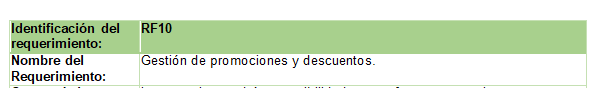 Identificación del requerimiento: RF10
Nombre del Requerimiento: Gestión de promociones y descuentos.